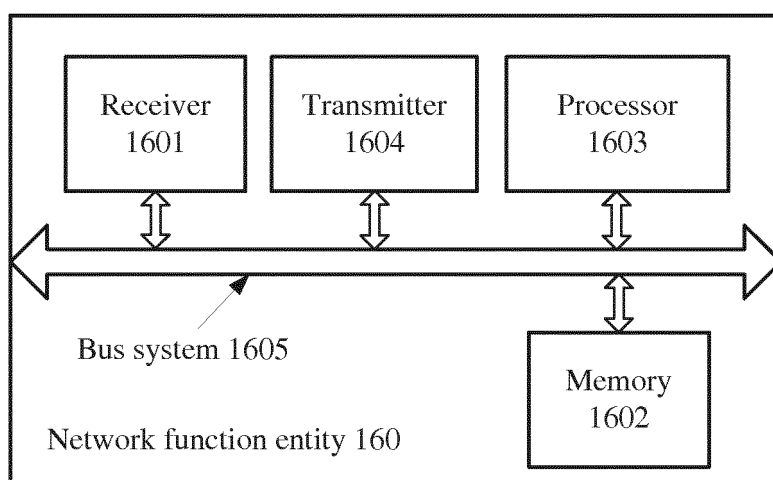 Receiver
1601
Transmitter
1604
Processor
1603
Bus system 1605
Memory
1602
Network function entity 160